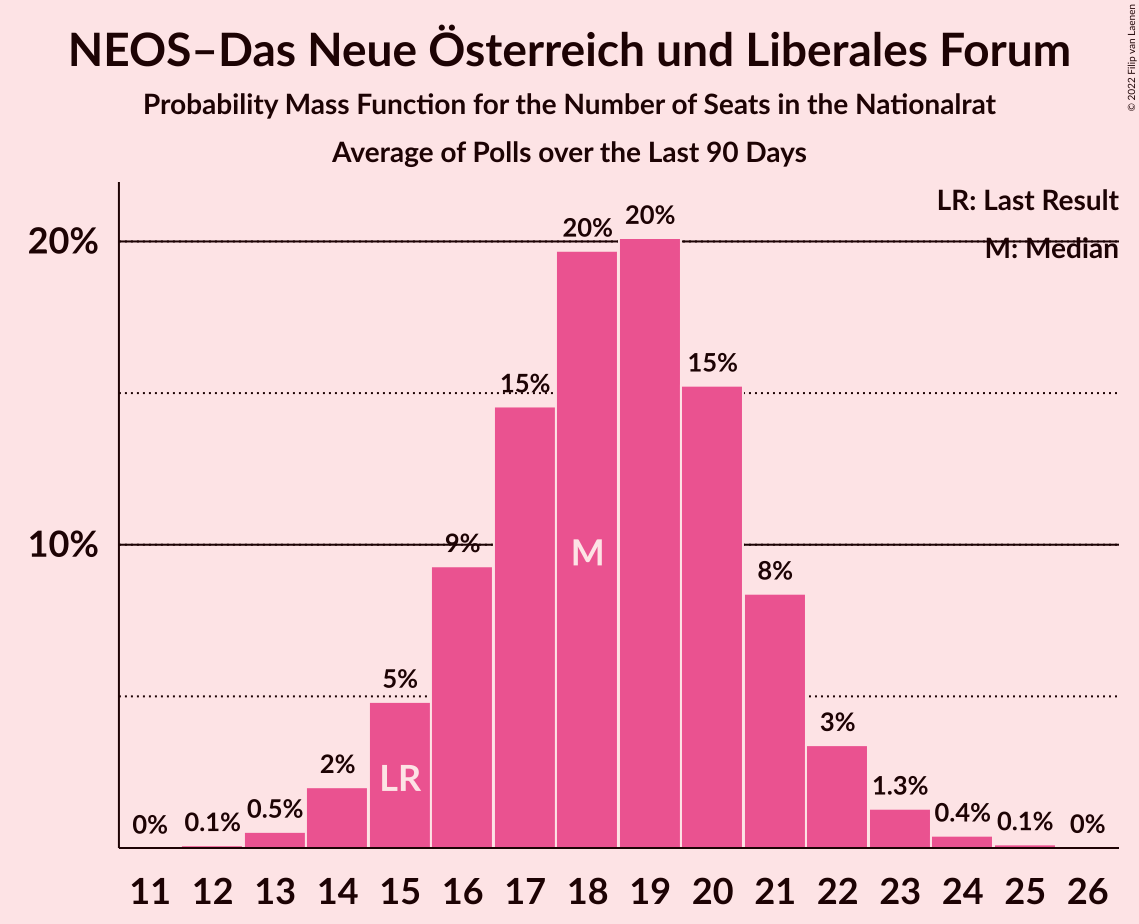 NEOS–Das Neue Österreich und Liberales Forum
Probability Mass Function for the Number of Seats in the Nationalrat
Average of Polls over the Last 90 Days
© 2022 Filip van Laenen
LR: Last Result
M: Median
20%
10%
0% 0.1% 0.5% 2% 5% 9% 15% 20% 20% 15% 8% 3% 1.3% 0.4% 0.1% 0%
LR M
11 12 13 14 15 16 17 18 19 20 21 22 23 24 25 26